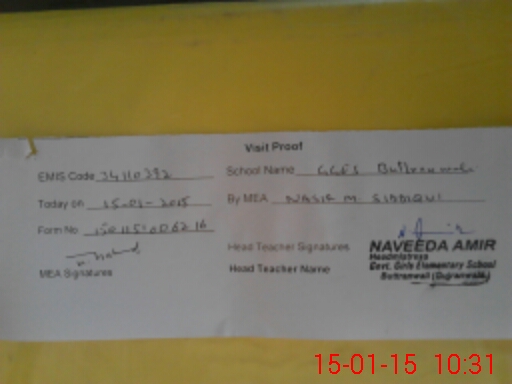 Visit Proof
EMIS Code 34110292 School Name GGES Buttranwali
Today on 15-01-2015 By MEA NASIR M. SIDDIQUI
Form No
Head Teacher Signatures
MEA Signatures
Head Teacher Name
NAVEEDA AMIR
Headmistress
Govt. Girls Elementary School
Buttranwali (Gujranwala)
15-01-15 10:31